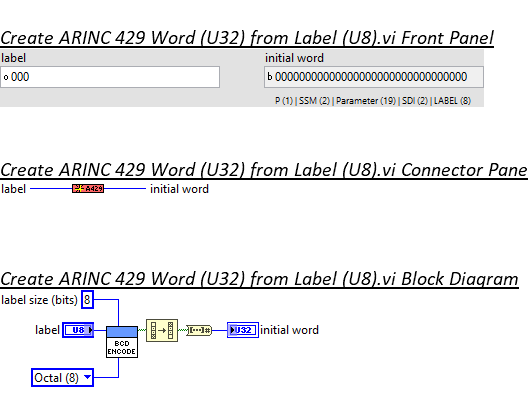 Create ARINC 429 Word (U32) from Label (U8).vi Front Panel
label initial word
o 000 b 00000000000000000000000000000000
P (1) | SSM (2) | Parameter (19) | SDI (2) | LABEL (8)
Create ARINC 429 Word (U32) from Label (U8).vi Connector Pane
label A429 initial word
Create ARINC 429 Word (U32) from Label (U8).vi Block Diagram
label size (bits) 8
label U8 U32 initial word
BCD
ENCODE
Octal (8)